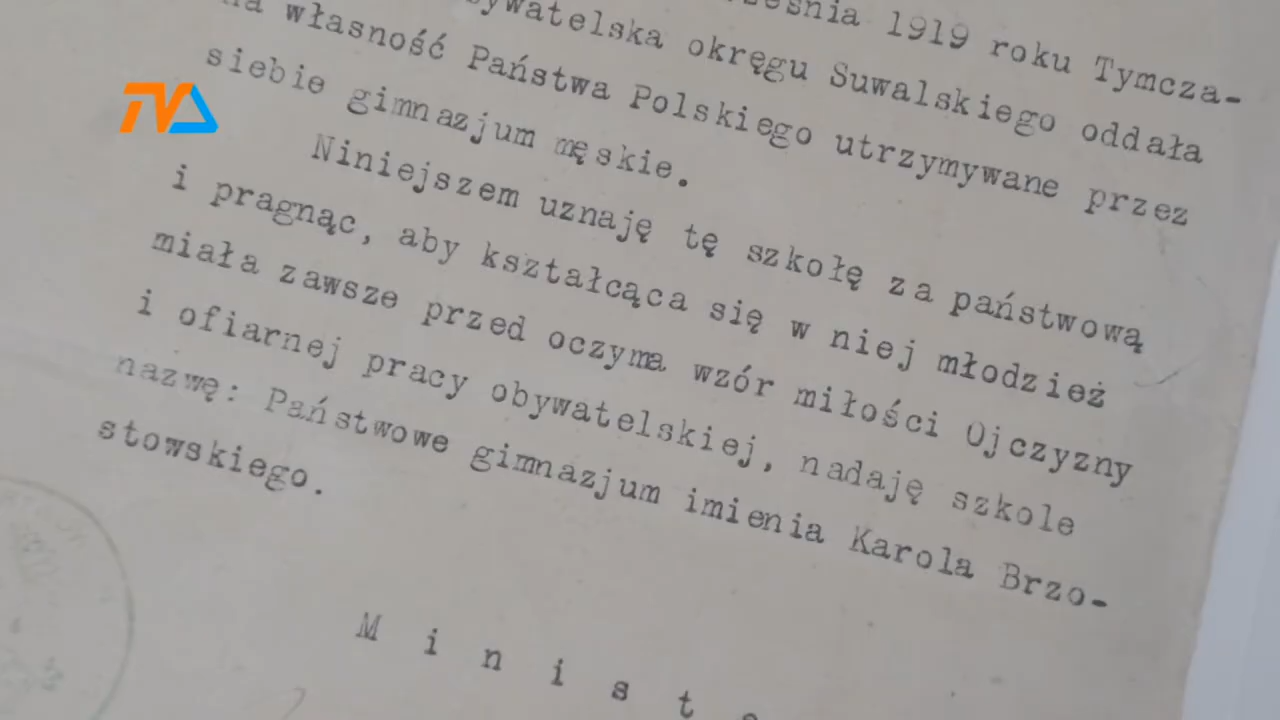 1919 roku Tymcza-
okręgu Suwalskiego oddała
na własność Państwa Polskiego utrzymywane przez
siebie gimnazjum męskie.
Niniejszem uznaję tę szkołę za państwową
i pragnąc, aby kształcąca się w niej młodzież
miała zawsze przed oczyma wzór miłości Ojczyzny
i ofiarnej pracy obywatelskiej, nadaję szkole
nazwę: Państwowe gimnazjum imienia Karola Brzo-
stowskiego.
TVA